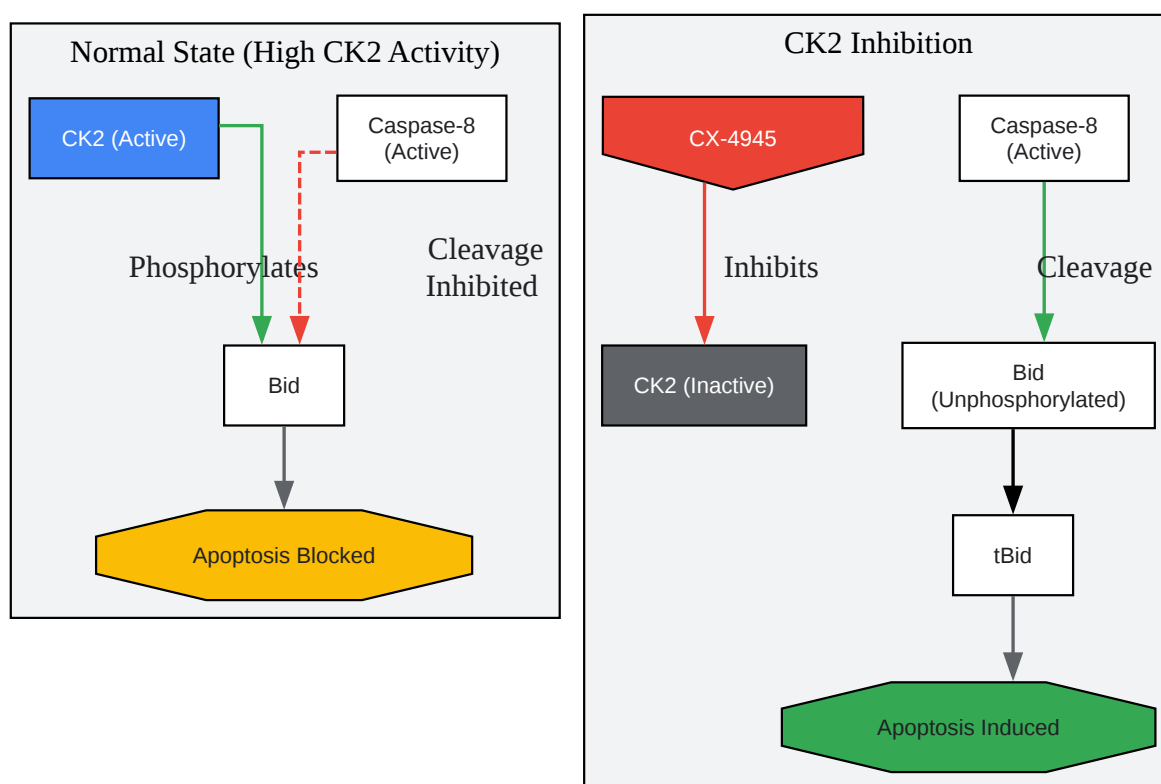 Normal State (High CK2 Activity)
CK2 (Active)
Caspase-8
(Active)
Phosphorylates
Cleavage
Inhibited
Bid
Apoptosis Blocked
CK2 Inhibition
CX-4945
Caspase-8
(Active)
Inhibits
Cleavage
CK2 (Inactive)
Bid
(Unphosphorylated)
tBid
Apoptosis Induced